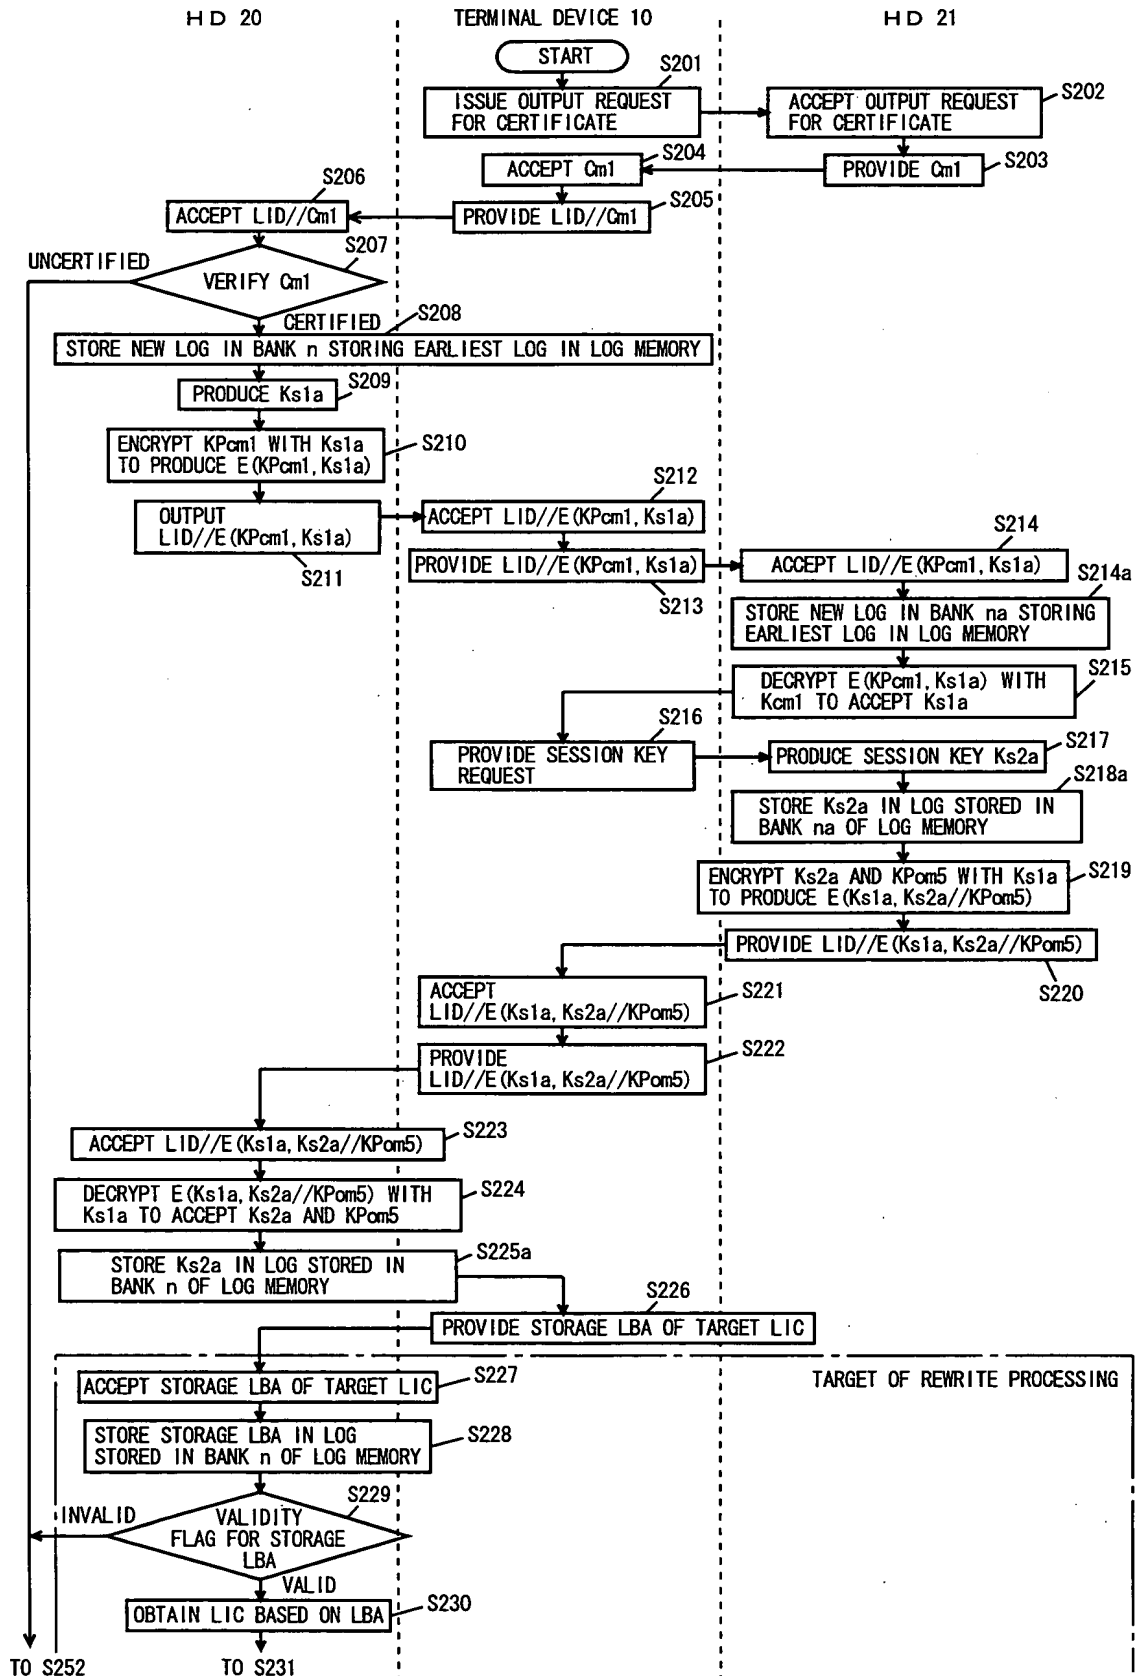 HD 20
TERMINAL DEVICE 10
HD 21
START
S201
ISSUE OUTPUT REQUEST
FOR CERTIFICATE
S202
ACCEPT OUTPUT REQUEST
FOR CERTIFICATE
S203
PROVIDE Cm1
S204
ACCEPT Cm1
S205
PROVIDE LID//Cm1
S206
ACCEPT LID//Cm1
S207
VERIFY Cm1
UNCERTIFIED
CERTIFIED
S208
STORE NEW LOG IN BANK n STORING EARLIEST LOG IN LOG MEMORY
S209
PRODUCE Ks1a
S210
ENCRYPT KPcm1 WITH Ks1a
TO PRODUCE E(KPcm1, Ks1a)
OUTPUT
LID//E(KPcm1, Ks1a)
S211
S212
ACCEPT LID//E(KPcm1, Ks1a)
PROVIDE LID//E(KPcm1, Ks1a)
S213
S214
ACCEPT LID//E(KPcm1, Ks1a)
S214a
STORE NEW LOG IN BANK na STORING
EARLIEST LOG IN LOG MEMORY
S215
DECRYPT E(KPcm1, Ks1a) WITH
Kcm1 TO ACCEPT Ks1a
S216
PROVIDE SESSION KEY
REQUEST
S217
PRODUCE SESSION KEY Ks2a
S218a
STORE Ks2a IN LOG STORED IN
BANK na OF LOG MEMORY
S219
ENCRYPT Ks2a AND KPom5 WITH Ks1a
TO PRODUCE E(Ks1a, Ks2a//KPom5)
PROVIDE LID//E(Ks1a, Ks2a//KPom5)
S220
S221
ACCEPT
LID//E(Ks1a, Ks2a//KPom5)
S222
PROVIDE
LID//E(Ks1a, Ks2a//KPom5)
S223
ACCEPT LID//E(Ks1a, Ks2a//KPom5)
S224
DECRYPT E(Ks1a, Ks2a//KPom5) WITH
Ks1a TO ACCEPT Ks2a AND KPom5
S225a
STORE Ks2a IN LOG STORED IN
BANK n OF LOG MEMORY
S226
PROVIDE STORAGE LBA OF TARGET LIC
TARGET OF REWRITE PROCESSING
S227
ACCEPT STORAGE LBA OF TARGET LIC
S228
STORE STORAGE LBA IN LOG
STORED IN BANK n OF LOG MEMORY
S229
INVALID
VALIDITY
FLAG FOR STORAGE
LBA
VALID
S230
OBTAIN LIC BASED ON LBA
TO S252
TO S231